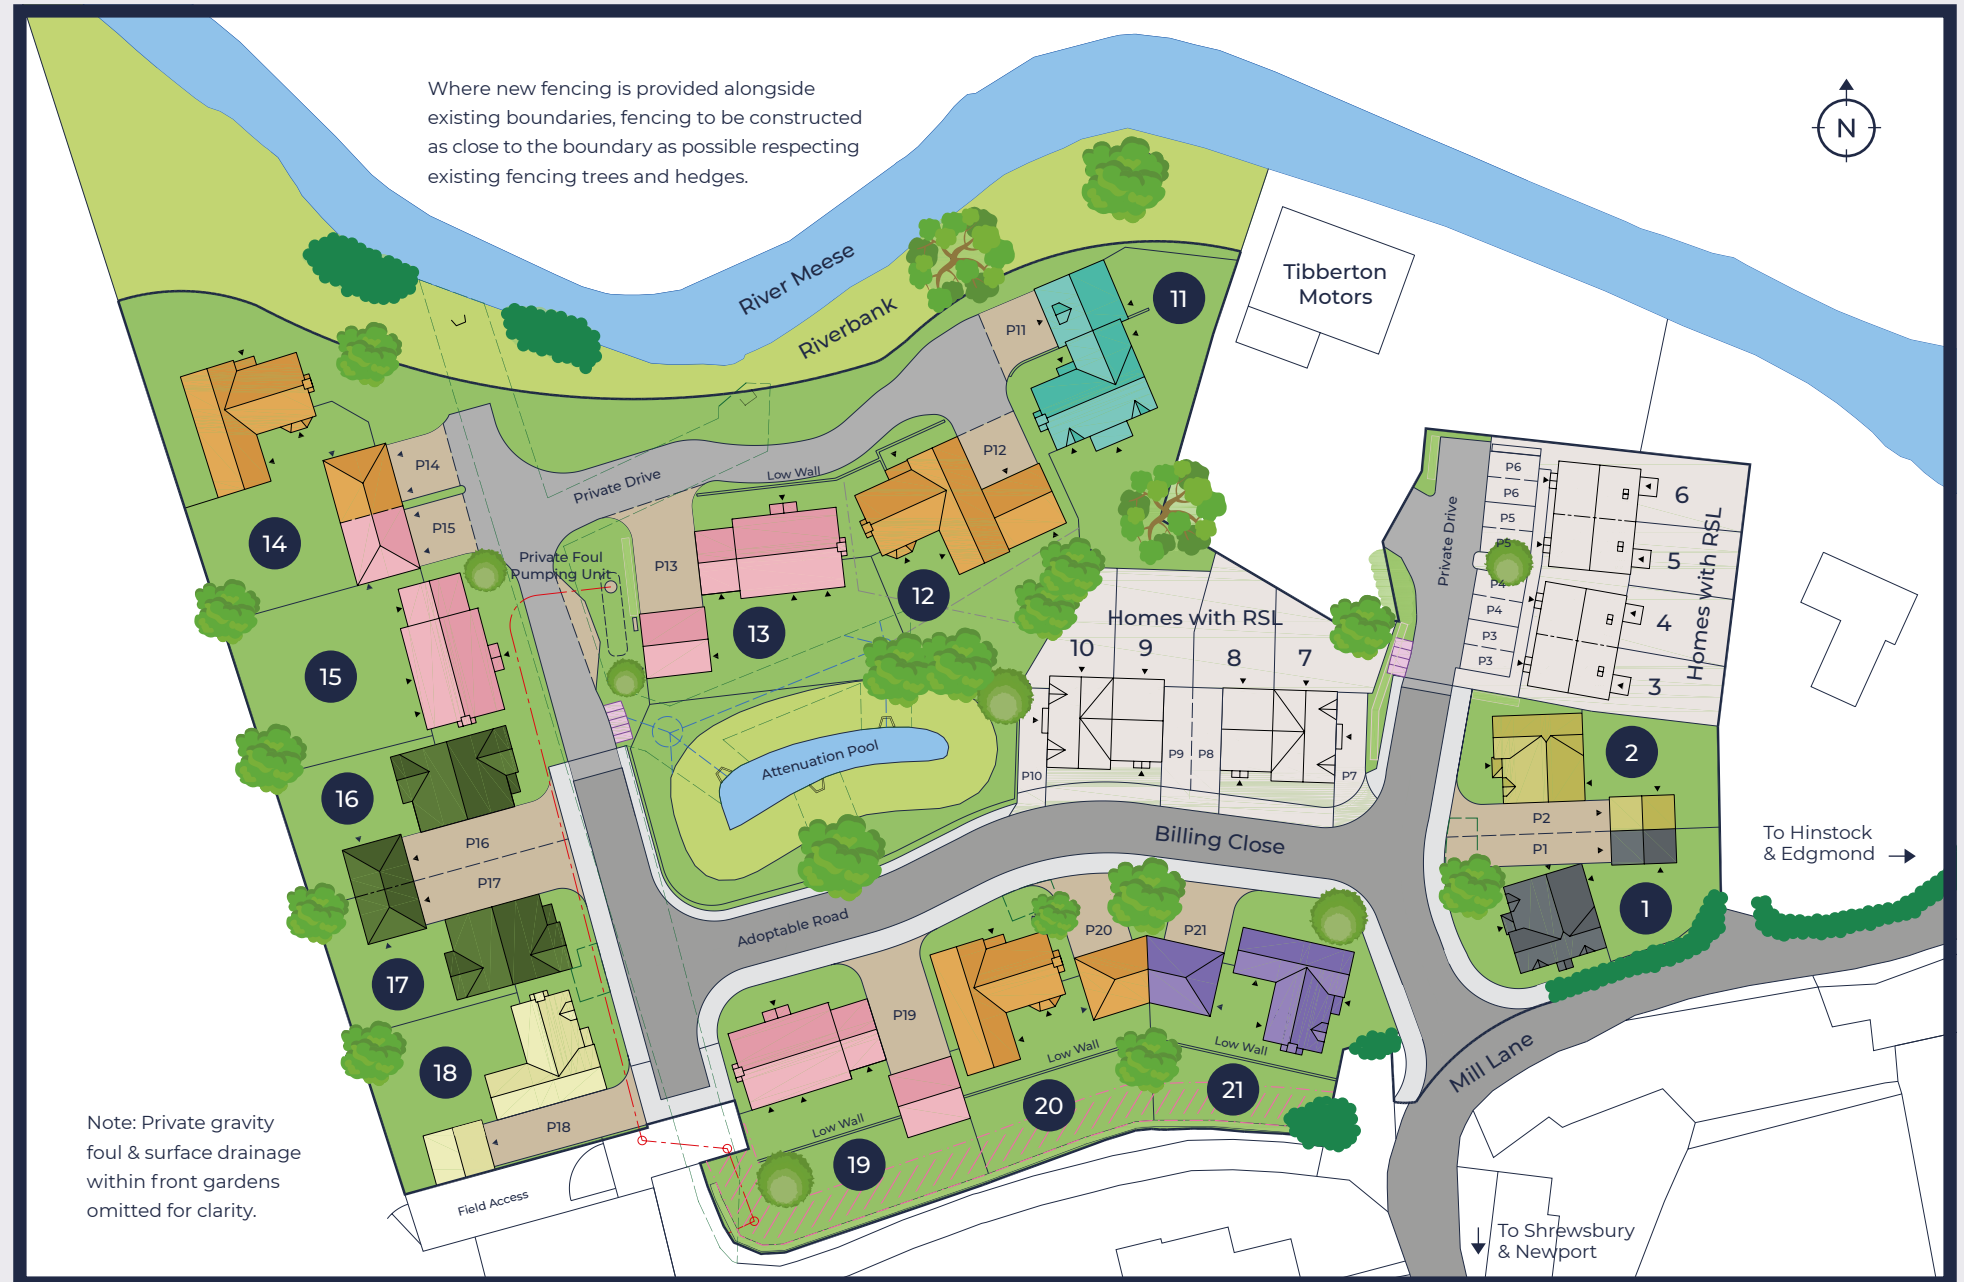 Where new fencing is provided alongside
existing boundaries, fencing to be constructed
as close to the boundary as possible respecting
existing fencing trees and hedges.
N
River Meese
Riverbank
Tibberton
Motors
11
P11
P12
P14
P15
14
Private Drive
Low Wall
Private Foul
Pumping Unit
P13
13
12
15
16
P16
P17
17
18
P18
Attenuation Pool
Homes with RSL
10
9
8
7
P10
P9
P8
P7
Private Drive
P6
P6
P5
P5
P4
P4
P3
P3
6
5
4
3
Homes with RSL
2
P2
P1
1
Billing Close
Adoptable Road
P19
P20
P21
Low Wall
Low Wall
Low Wall
19
20
21
Mill Lane
To Hinstock
& Edgmond
To Shrewsbury
& Newport
Field Access
Note: Private gravity
foul & surface drainage
within front gardens
omitted for clarity.